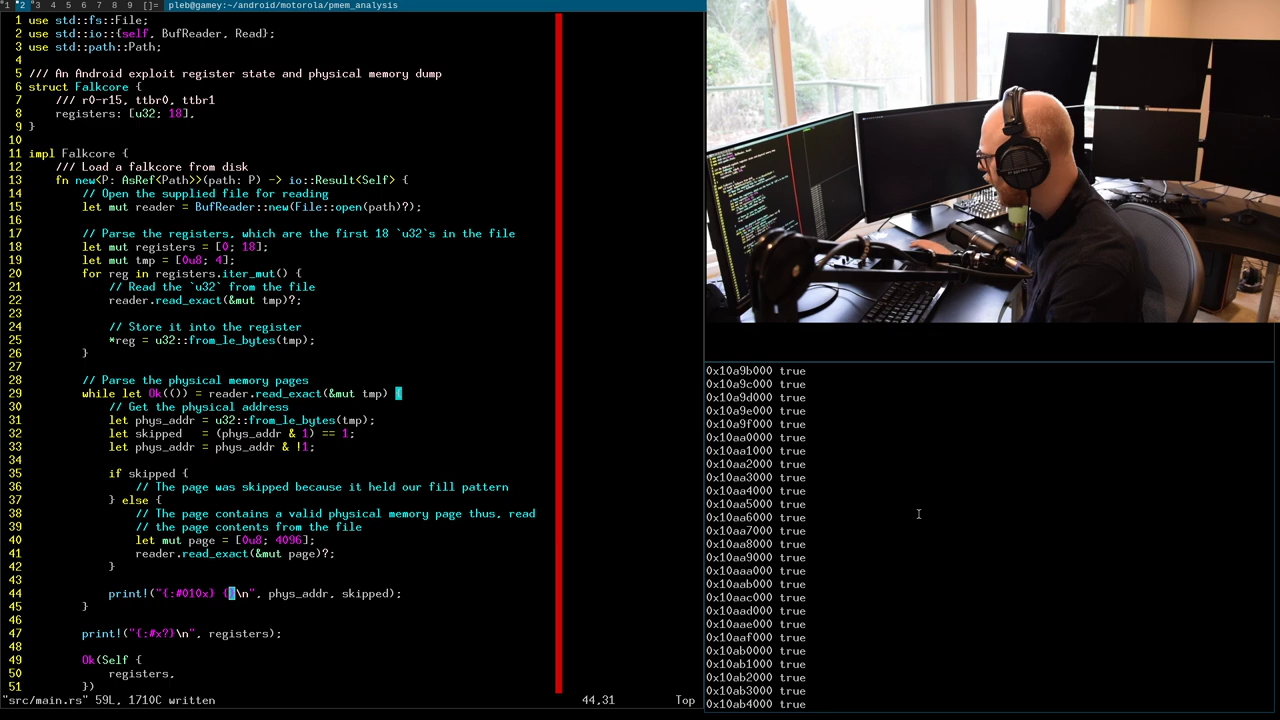 1 2 3 4 5 6 7 8 9 []= pleb@gamey:~/android/motorola/pmem_analysis
1 use std::fs::File;
2 use std::io::{self, BufReader, Read};
3 use std::path::Path;
4
5 /// An Android exploit register state and physical memory dump
6 struct Falkcore {
7     /// r0-r15, ttbr0, ttbr1
8     registers: [u32; 18],
9 }
10
11 impl Falkcore {
12     /// Load a falkcore from disk
13     fn new<P: AsRef<Path>>(path: P) -> io::Result<Self> {
14         // Open the supplied file for reading
15         let mut reader = BufReader::new(File::open(path)?);
16
17         // Parse the registers, which are the first 18 `u32`s in the file
18         let mut registers = [0; 18];
19         let mut tmp = [0u8; 4];
20         for reg in registers.iter_mut() {
21             // Read the `u32` from the file
22             reader.read_exact(&mut tmp)?;
23
24             // Store it into the register
25             *reg = u32::from_le_bytes(tmp);
26         }
27
28         // Parse the physical memory pages
29         while let Ok(()) = reader.read_exact(&mut tmp) {
30             // Get the physical address
31             let phys_addr = u32::from_le_bytes(tmp);
32             let skipped   = (phys_addr & 1) == 1;
33             let phys_addr = phys_addr & !1;
34
35             if skipped {
36                 // The page was skipped because it held our fill pattern
37             } else {
38                 // The page contains a valid physical memory page thus, read
39                 // the page contents from the file
40                 let mut page = [0u8; 4096];
41                 reader.read_exact(&mut page)?;
42             }
43
44             print!("{:#010x} {}\n", phys_addr, skipped);
45         }
46
47         print!("{:#x?}\n", registers);
48
49         Ok(Self {
50             registers,
51         })
"src/main.rs" 59L, 1710C written 44,31 Top
0x10a9b000 true
0x10a9c000 true
0x10a9d000 true
0x10a9e000 true
0x10a9f000 true
0x10aa0000 true
0x10aa1000 true
0x10aa2000 true
0x10aa3000 true
0x10aa4000 true
0x10aa5000 true
0x10aa6000 true
0x10aa7000 true
0x10aa8000 true
0x10aa9000 true
0x10aaa000 true
0x10aab000 true
0x10aac000 true
0x10aad000 true
0x10aae000 true
0x10aaf000 true
0x10ab0000 true
0x10ab1000 true
0x10ab2000 true
0x10ab3000 true
0x10ab4000 true